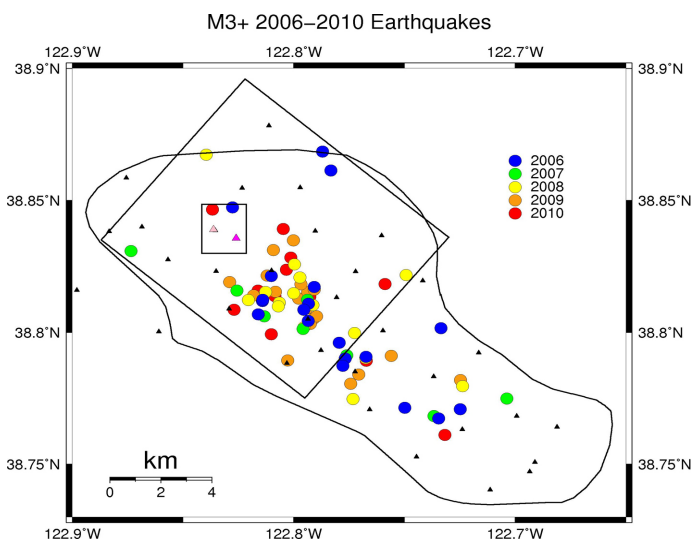 M3+ 2006−2010 Earthquakes
122.9˚W 122.8˚W 122.7˚W
38.9˚N 38.9˚N
2006
2007
2008
2009
2010
38.85˚N 38.85˚N
38.8˚N 38.8˚N
38.75˚N 38.75˚N
km
0 2 4
122.9˚W 122.8˚W 122.7˚W